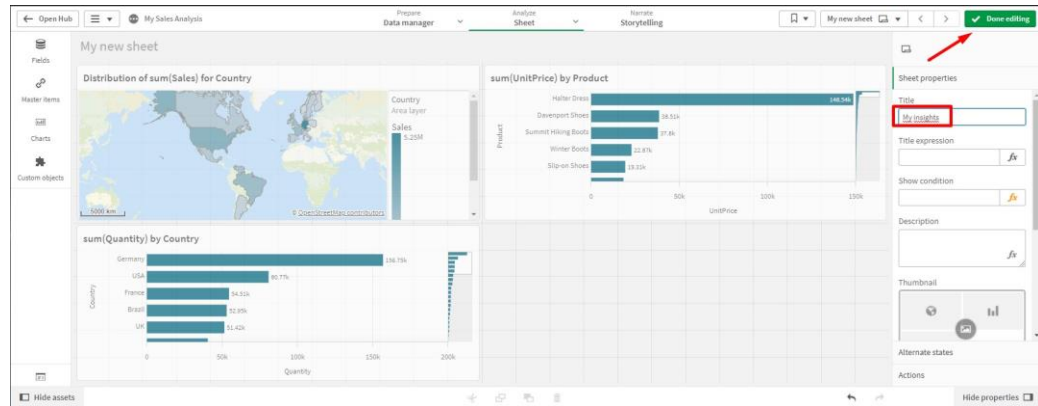 Open Hub
My Sales Analysis
Prepare
Data manager
Analyze
Sheet
Narrate
Storytelling
My new sheet
Done editing
Fields
Master items
Charts
Custom objects
My new sheet
Distribution of sum(Sales) for Country
Country
Area layer
Sales
5.25M
5000 km
© OpenStreetMap contributors
sum(UnitPrice) by Product
Product
Halter Dress
148.54k
Davenport Shoes
38.51k
Summit Hiking Boots
37.8k
Winter Boots
22.87k
Slip-on Shoes
0
50k
100k
150k
UnitPrice
sum(Quantity) by Country
Country
Germany
USA
80.77k
France
54.51k
Brazil
UK
51.42k
0
50k
100k
150k
200k
Quantity
Sheet properties
Title
My insights
Title expression
fx
Show condition
fx
Description
fx
Thumbnail
Alternate states
Actions
Hide assets
Hide properties